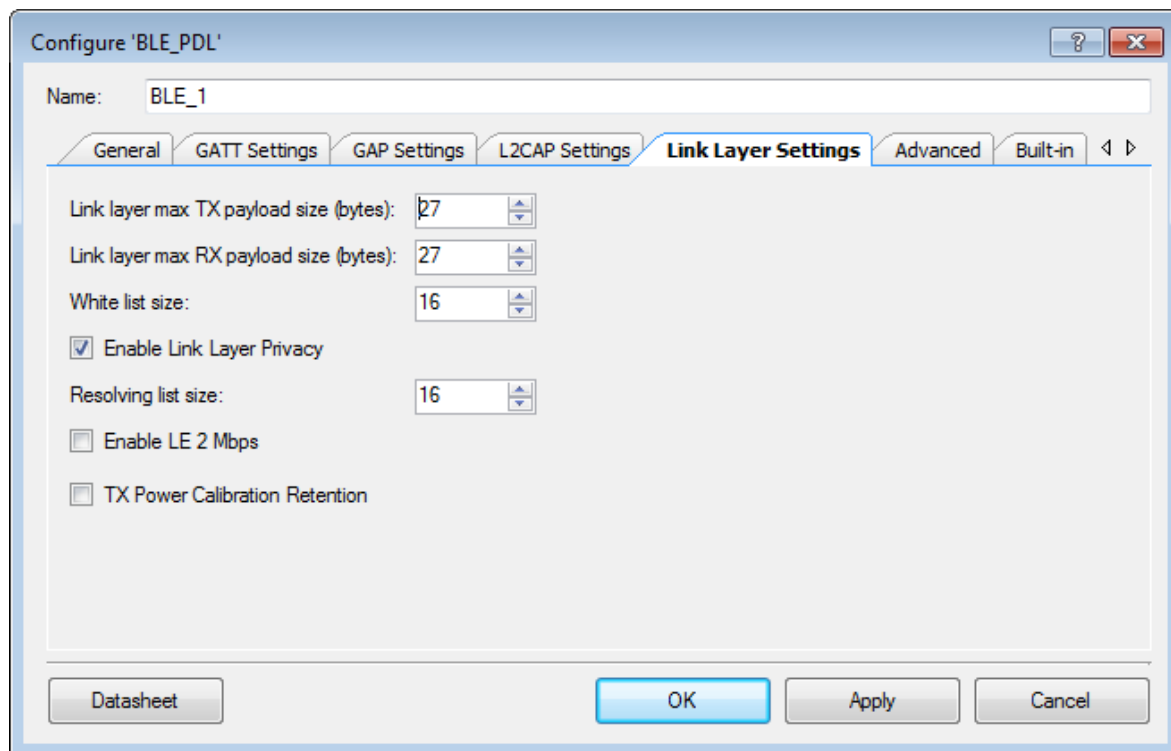 Configure 'BLE_PDL'
Name: BLE_1
General GATT Settings GAP Settings L2CAP Settings Link Layer Settings Advanced Built-in
Link layer max TX payload size (bytes): 27
Link layer max RX payload size (bytes): 27
White list size: 16
Enable Link Layer Privacy
Resolving list size: 16
Enable LE 2 Mbps
TX Power Calibration Retention
Datasheet OK Apply Cancel